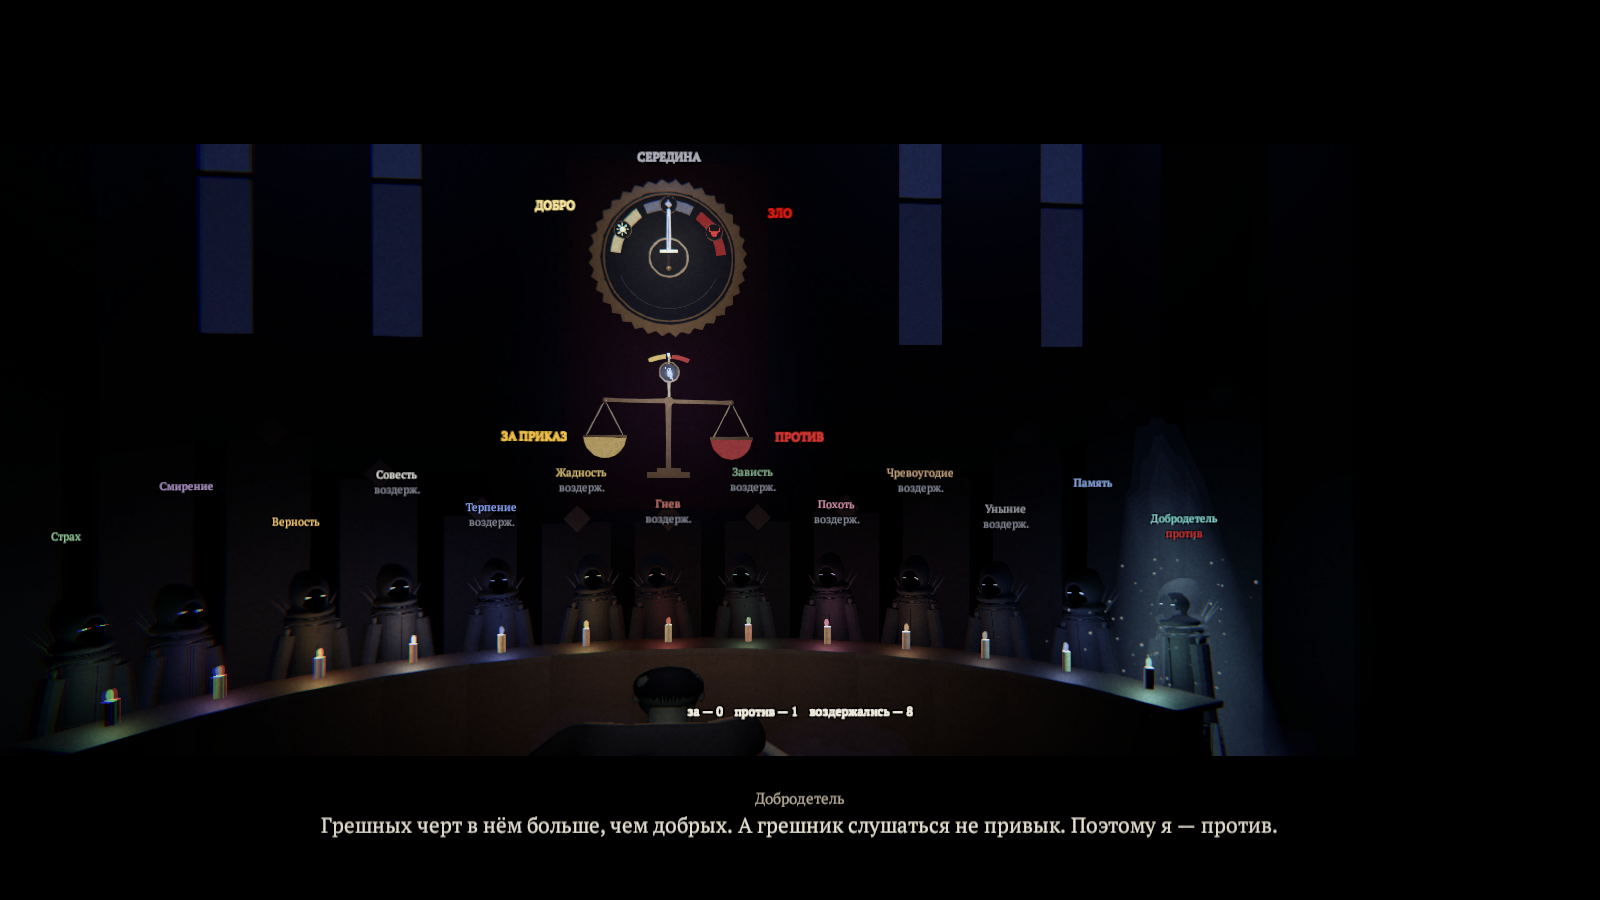 СЕРЕДИНА
ДОБРО
ЗЛО
ЗА ПРИКАЗ
ПРОТИВ
Страх
Смирение
Верность
Совесть
воздерж.
Терпение
воздерж.
Жадность
воздерж.
Гнев
воздерж.
Зависть
воздерж.
Похоть
воздерж.
Чревоугодие
воздерж.
Уныние
воздерж.
Память
Добродетель
против
за — 0 против — 1 воздержались — 8
Добродетель
Грешных черт в нём больше, чем добрых. А грешник слушаться не привык. Поэтому я — против.